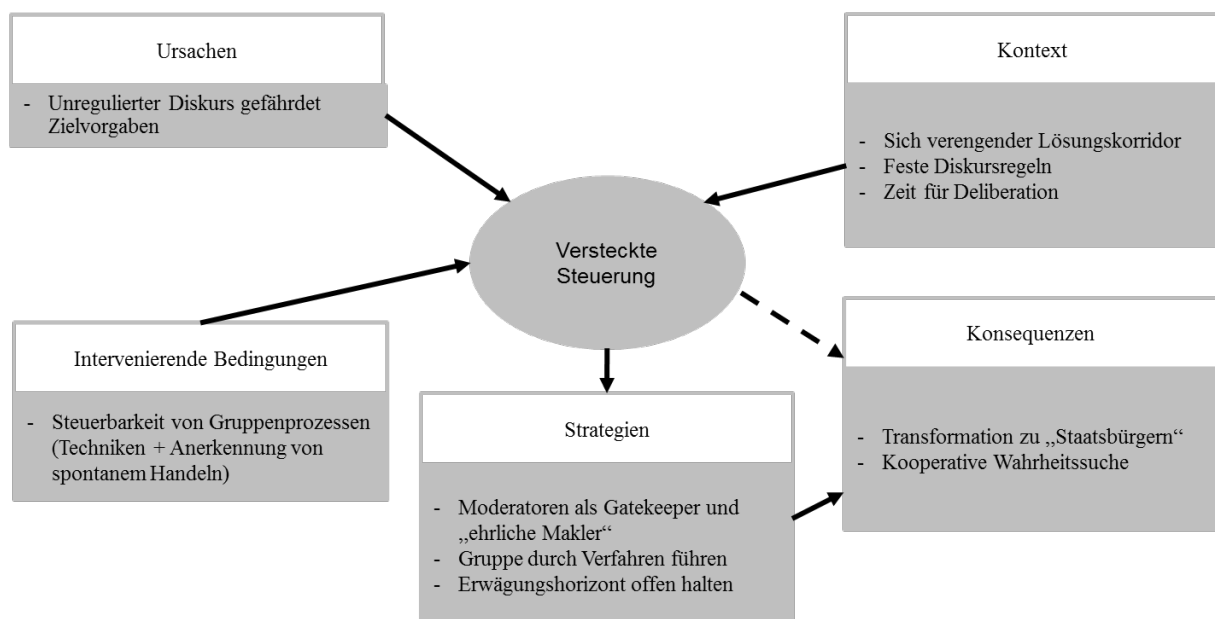 Ursachen
- Unregulierter Diskurs gefährdet
Zielvorgaben
Kontext
- Sich verengender Lösungskorridor
- Feste Diskursregeln
- Zeit für Deliberation
Versteckte
Steuerung
Intervenierende Bedingungen
- Steuerbarkeit von Gruppenprozessen
(Techniken + Anerkennung von
spontanem Handeln)
Strategien
- Moderatoren als Gatekeeper und
„ehrliche Makler“
- Gruppe durch Verfahren führen
- Erwägungshorizont offen halten
Konsequenzen
- Transformation zu „Staatsbürgern“
- Kooperative Wahrheitssuche